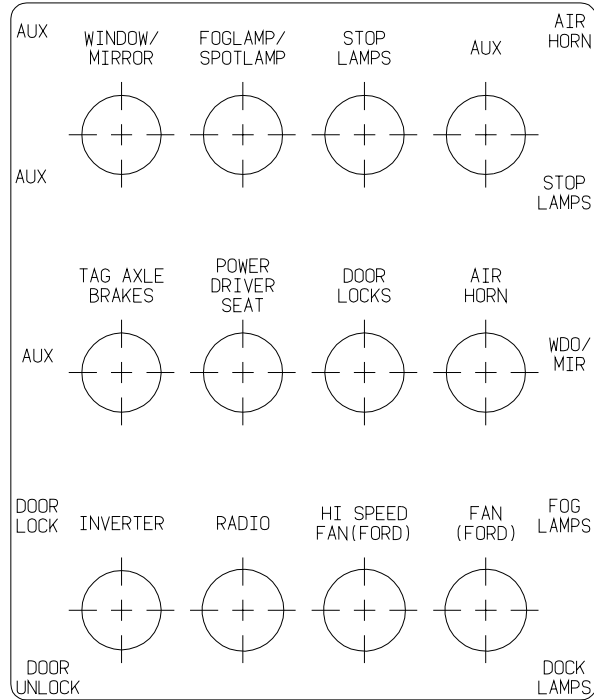 AUX
WINDOW/
MIRROR
FOGLAMP/
SPOTLAMP
STOP
LAMPS
AUX
AIR
HORN
AUX
STOP
LAMPS
TAG AXLE
BRAKES
POWER
DRIVER
SEAT
DOOR
LOCKS
AIR
HORN
AUX
WDO/
MIR
DOOR
LOCK
INVERTER
RADIO
HI SPEED
FAN(FORD)
FAN
(FORD)
FOG
LAMPS
DOOR
UNLOCK
DOCK
LAMPS